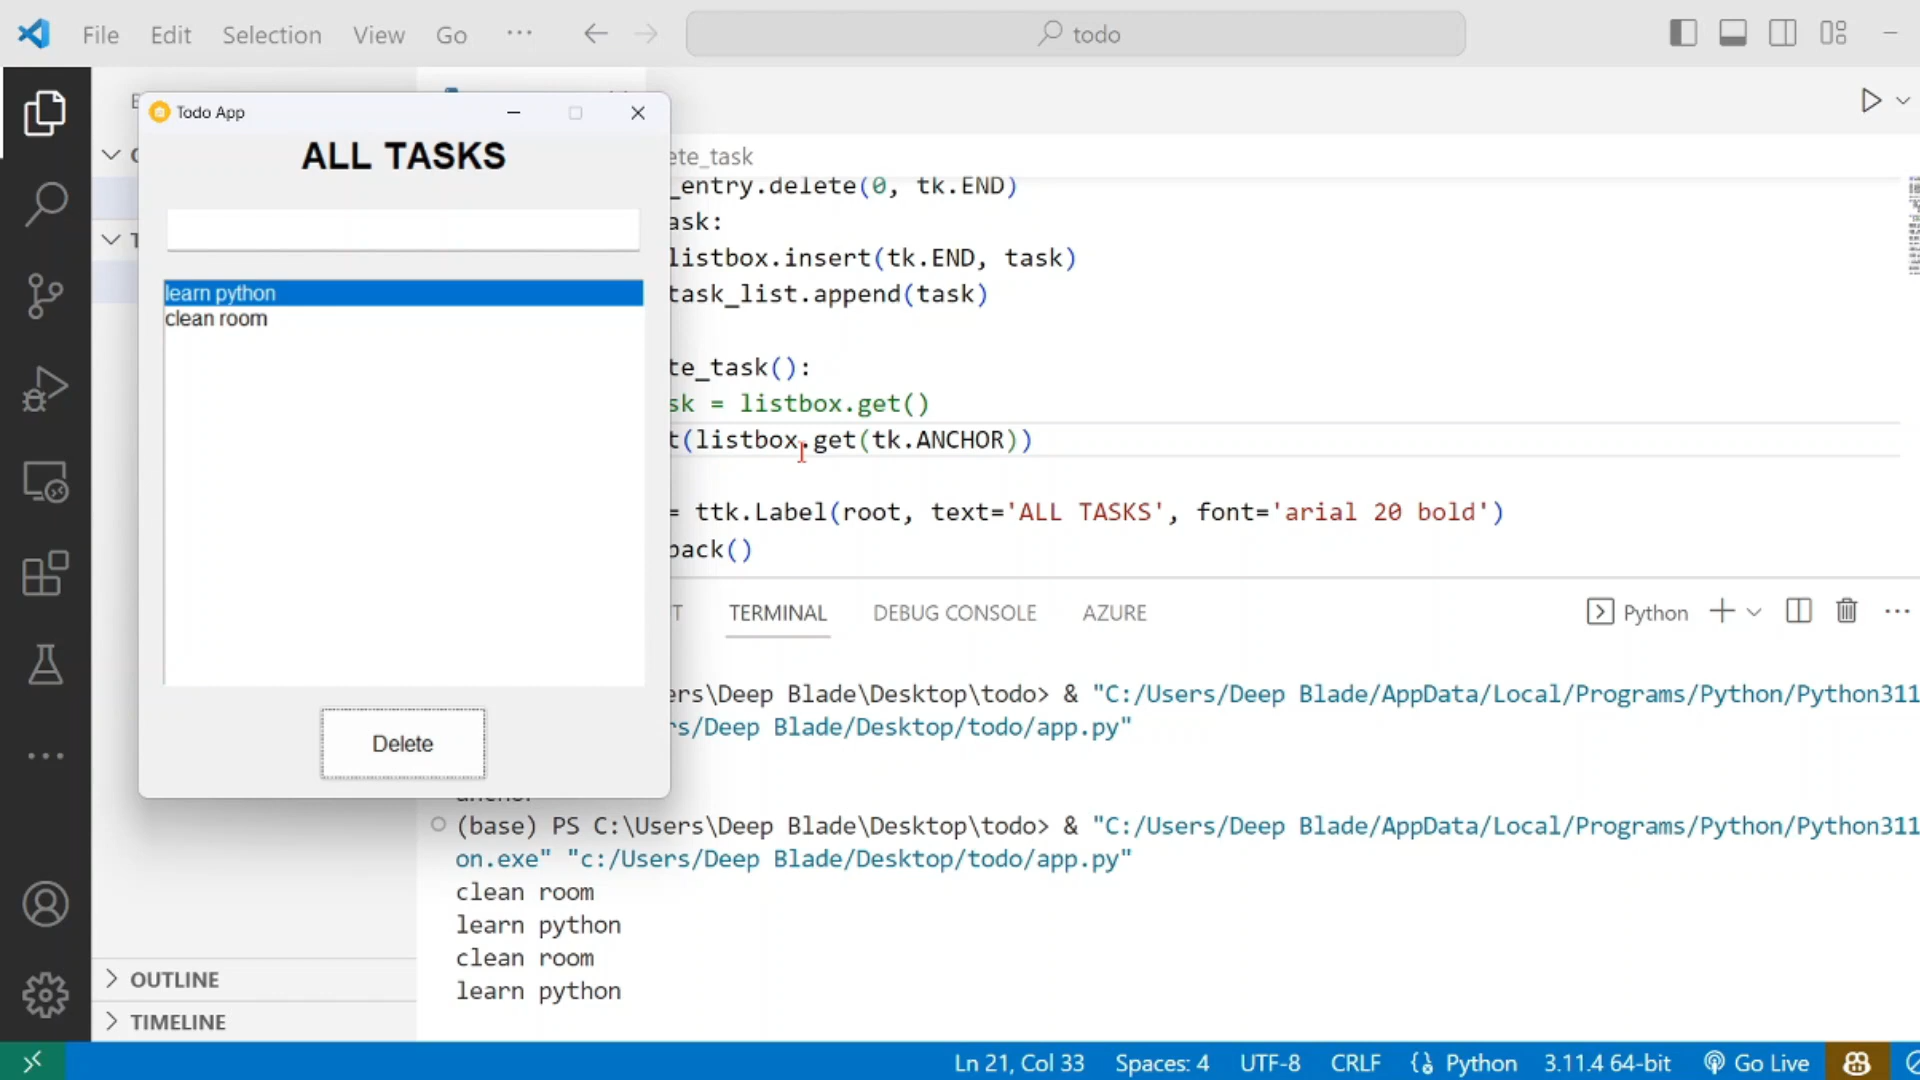 File Edit Selection View Go ··· todo
Todo App
ALL TASKS
learn python
clean room
Delete
ete_task
_entry.delete(0, tk.END)
ask:
listbox.insert(tk.END, task)
task_list.append(task)
te_task():
sk = listbox.get()
t(listbox.get(tk.ANCHOR))
= ttk.Label(root, text='ALL TASKS', font='arial 20 bold')
pack()
T TERMINAL DEBUG CONSOLE AZURE Python
ers\Deep Blade\Desktop\todo> & "C:/Users/Deep Blade/AppData/Local/Programs/Python/Python311
rs/Deep Blade/Desktop/todo/app.py"
(base) PS C:\Users\Deep Blade\Desktop\todo> & "C:/Users/Deep Blade/AppData/Local/Programs/Python/Python311
on.exe" "c:/Users/Deep Blade/Desktop/todo/app.py"
clean room
learn python
clean room
learn python
OUTLINE
TIMELINE
Ln 21, Col 33 Spaces: 4 UTF-8 CRLF Python 3.11.4 64-bit Go Live